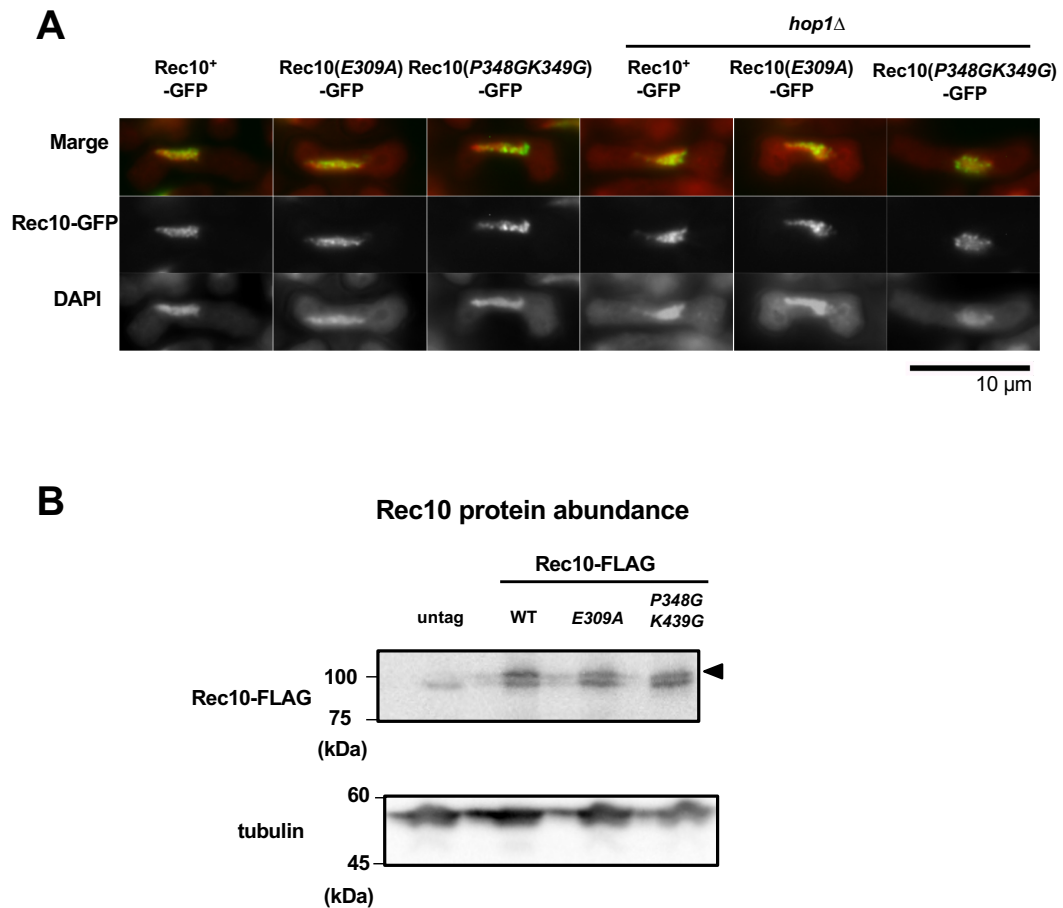 A
hop1Δ
Rec10+
-GFP
Rec10(E309A)
-GFP
Rec10(P348GK349G)
-GFP
Rec10+
-GFP
Rec10(E309A)
-GFP
Rec10(P348GK349G)
-GFP
Marge
Rec10-GFP
DAPI
10 μm
B
Rec10 protein abundance
Rec10-FLAG
untag
WT
E309A
P348G
K439G
100
Rec10-FLAG
75
(kDa)
60
tubulin
45
(kDa)